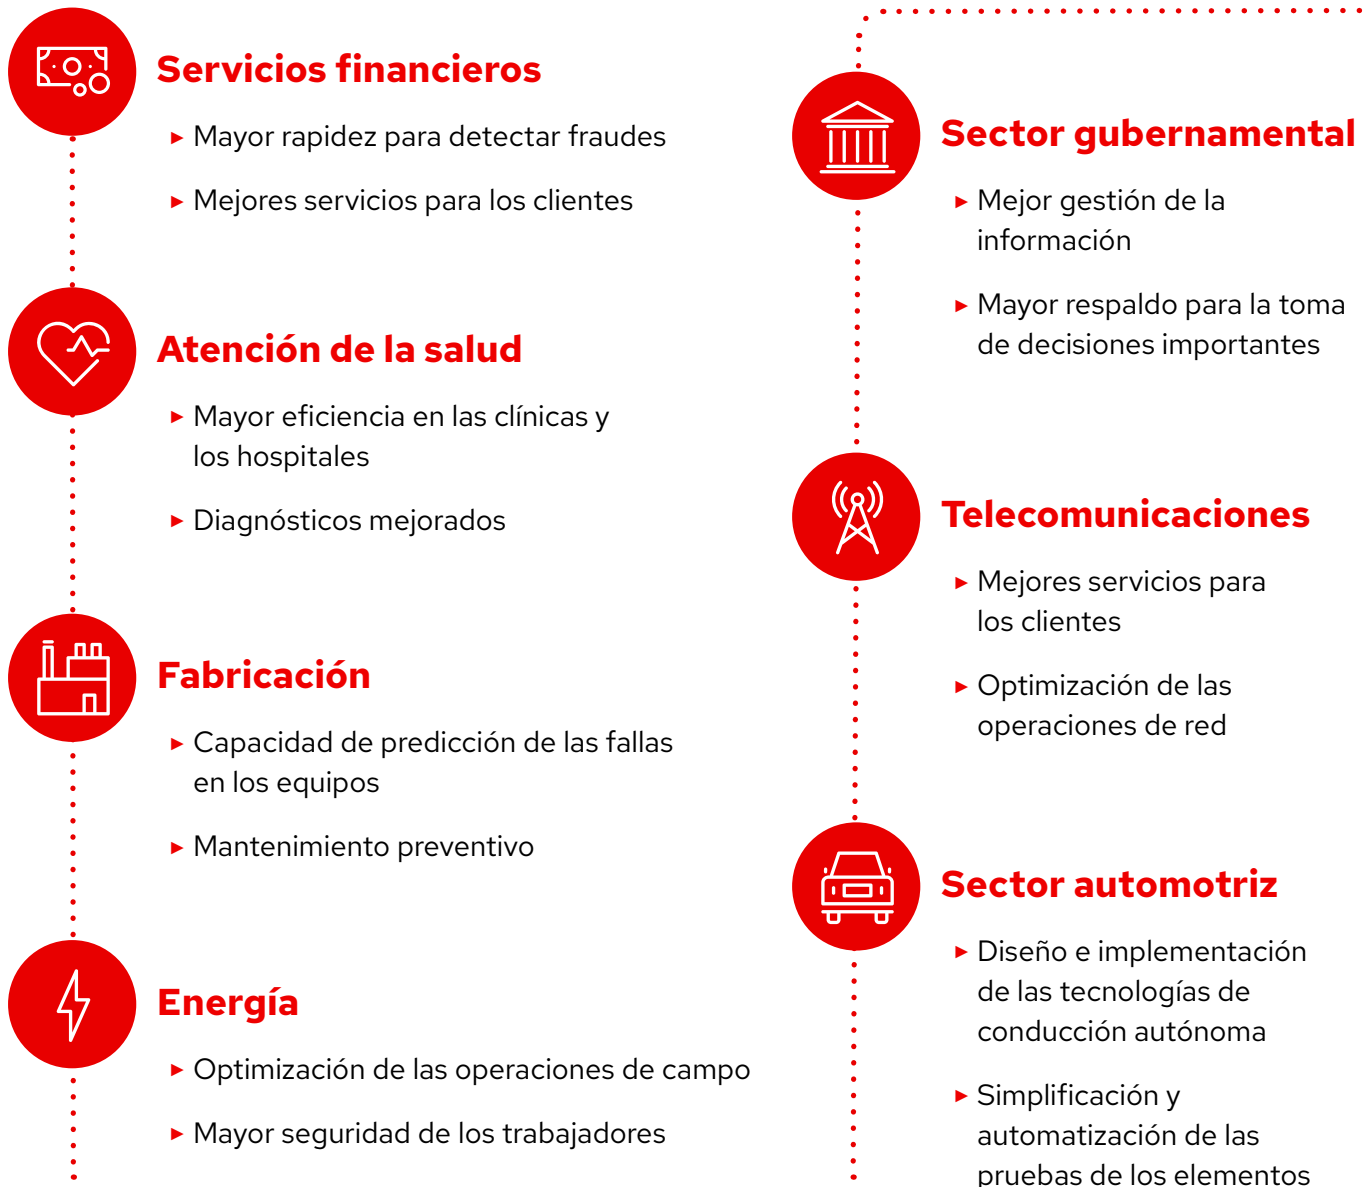 Servicios financieros
▸ Mayor rapidez para detectar fraudes
▸ Mejores servicios para los clientes
Atención de la salud
▸ Mayor eficiencia en las clínicas y
los hospitales
▸ Diagnósticos mejorados
Fabricación
▸ Capacidad de predicción de las fallas
en los equipos
▸ Mantenimiento preventivo
Energía
▸ Optimización de las operaciones de campo
▸ Mayor seguridad de los trabajadores
Sector gubernamental
▸ Mejor gestión de la
información
▸ Mayor respaldo para la toma
de decisiones importantes
Telecomunicaciones
▸ Mejores servicios para
los clientes
▸ Optimización de las
operaciones de red
Sector automotriz
▸ Diseño e implementación
de las tecnologías de
conducción autónoma
▸ Simplificación y
automatización de las
pruebas de los elementos